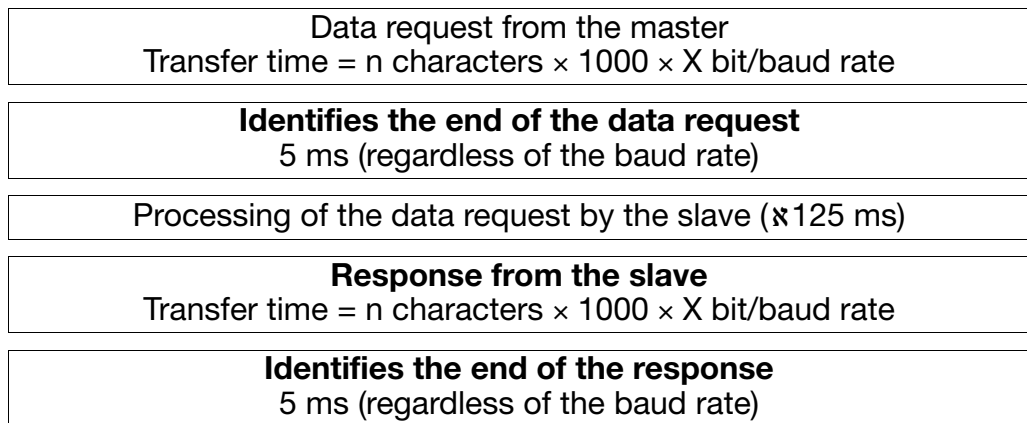 Data request from the master
Transfer time = n characters × 1000 × X bit/baud rate
Identifies the end of the data request
5 ms (regardless of the baud rate)
Processing of the data request by the slave (ℵ125 ms)
Response from the slave
Transfer time = n characters × 1000 × X bit/baud rate
Identifies the end of the response
5 ms (regardless of the baud rate)